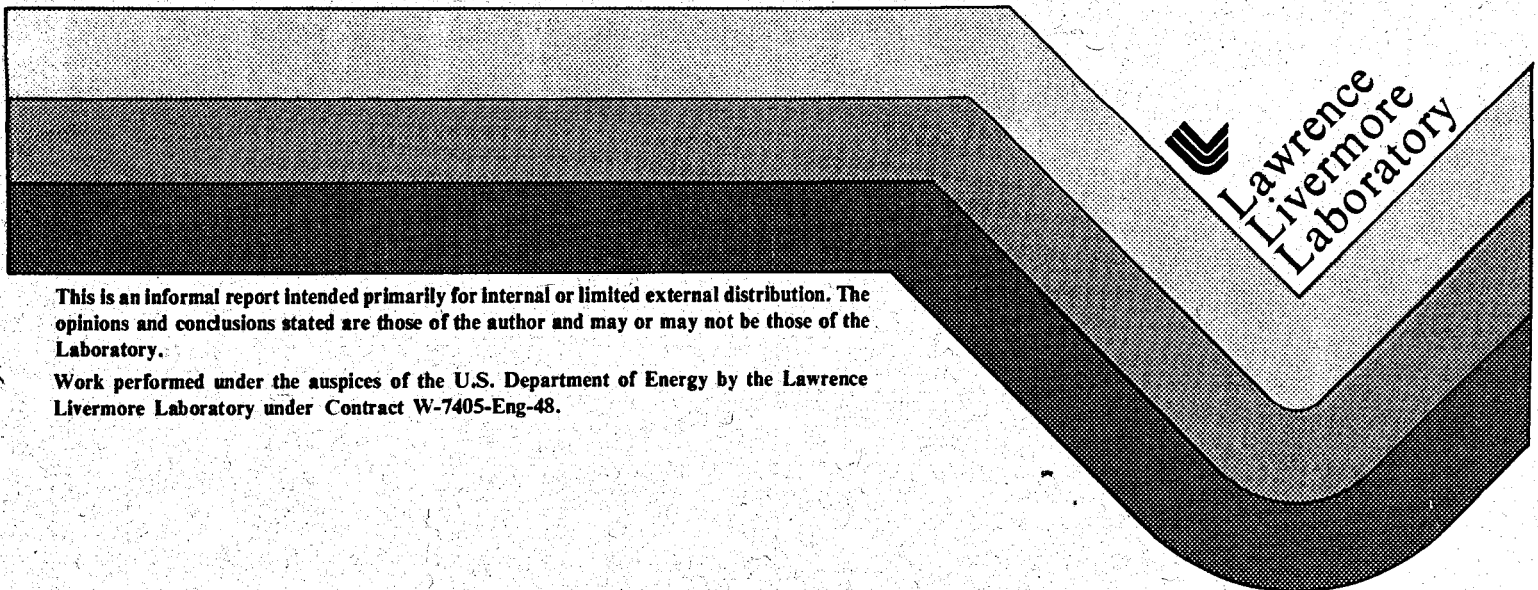 Lawrence
Livermore
Laboratory
This is an informal report intended primarily for internal or limited external distribution. The
opinions and conclusions stated are those of the author and may or may not be those of the
Laboratory.
Work performed under the auspices of the U.S. Department of Energy by the Lawrence
Livermore Laboratory under Contract W-7405-Eng-48.